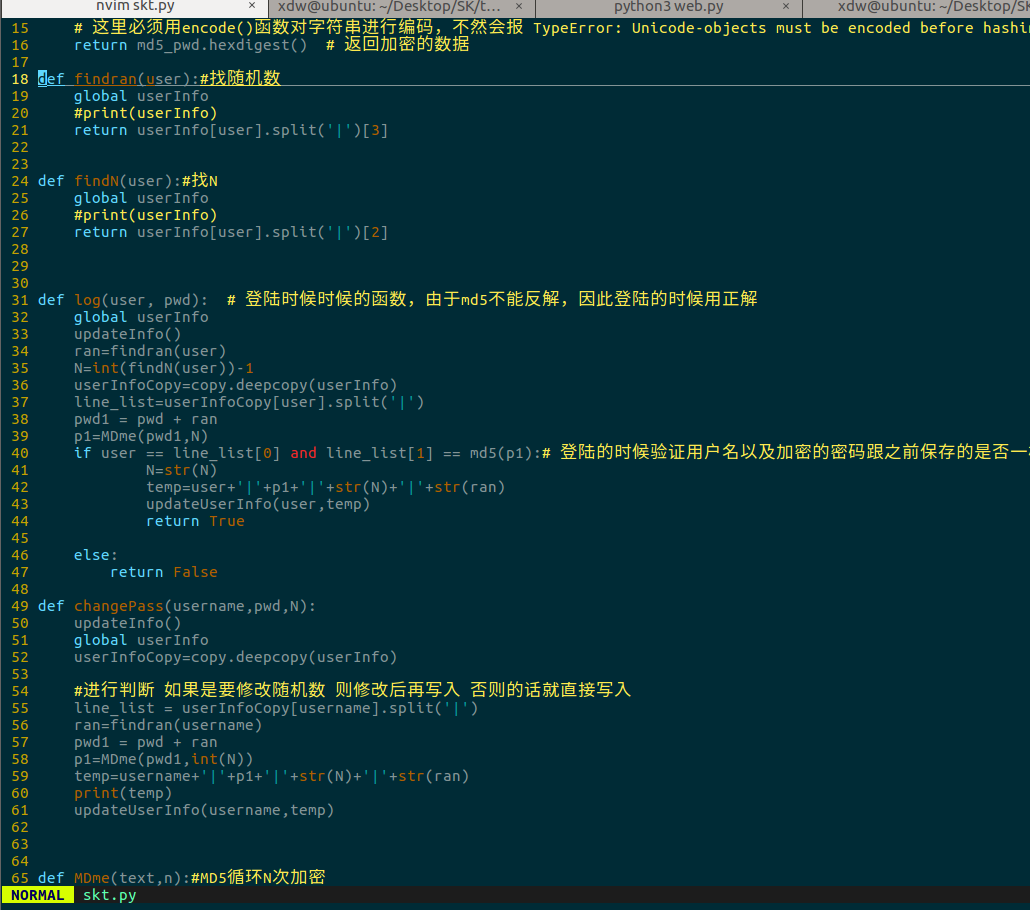 nvim skt.py × xdw@ubuntu: ~/Desktop/SK/t... × python3 web.py × xdw@ubuntu: ~/Desktop/SK
15 # 这里必须用encode()函数对字符串进行编码，不然会报 TypeError: Unicode-objects must be encoded before hashi
16 return md5_pwd.hexdigest() # 返回加密的数据
17
18 def findran(user):#找随机数
19 global userInfo
20 #print(userInfo)
21 return userInfo[user].split('|')[3]
22
23
24 def findN(user):#找N
25 global userInfo
26 #print(userInfo)
27 return userInfo[user].split('|')[2]
28
29
30
31 def log(user, pwd): # 登陆时候时候的函数，由于md5不能反解，因此登陆的时候用正解
32 global userInfo
33 updateInfo()
34 ran=findran(user)
35 N=int(findN(user))-1
36 userInfoCopy=copy.deepcopy(userInfo)
37 line_list=userInfoCopy[user].split('|')
38 pwd1 = pwd + ran
39 p1=MDme(pwd1,N)
40 if user == line_list[0] and line_list[1] == md5(p1):# 登陆的时候验证用户名以及加密的密码跟之前保存的是否一
41 N=str(N)
42 temp=user+'|'+p1+'|'+str(N)+'|'+str(ran)
43 updateUserInfo(user,temp)
44 return True
45
46 else:
47 return False
48
49 def changePass(username,pwd,N):
50 updateInfo()
51 global userInfo
52 userInfoCopy=copy.deepcopy(userInfo)
53
54 #进行判断 如果是要修改随机数 则修改后再写入 否则的话就直接写入
55 line_list = userInfoCopy[username].split('|')
56 ran=findran(username)
57 pwd1 = pwd + ran
58 p1=MDme(pwd1,int(N))
59 temp=username+'|'+p1+'|'+str(N)+'|'+str(ran)
60 print(temp)
61 updateUserInfo(username,temp)
62
63
64
65 def MDme(text,n):#MD5循环N次加密
NORMAL skt.py